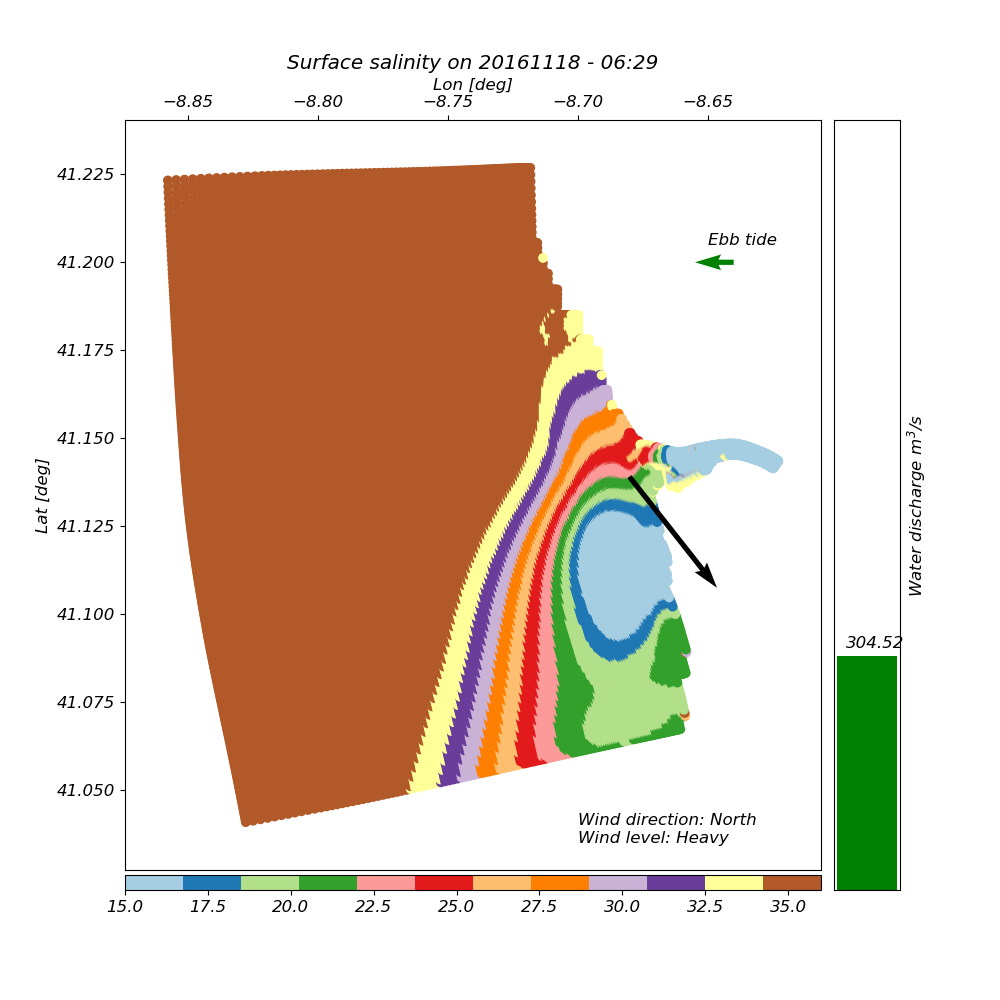 Surface salinity on 20161118 - 06:29
Lon [deg]
−8.85 −8.80 −8.75 −8.70 −8.65
41.225
41.200
41.175
41.150
41.125
41.100
41.075
41.050
Lat [deg]
Ebb tide
Wind direction: North
Wind level: Heavy
304.52
Water discharge m³/s
15.0 17.5 20.0 22.5 25.0 27.5 30.0 32.5 35.0